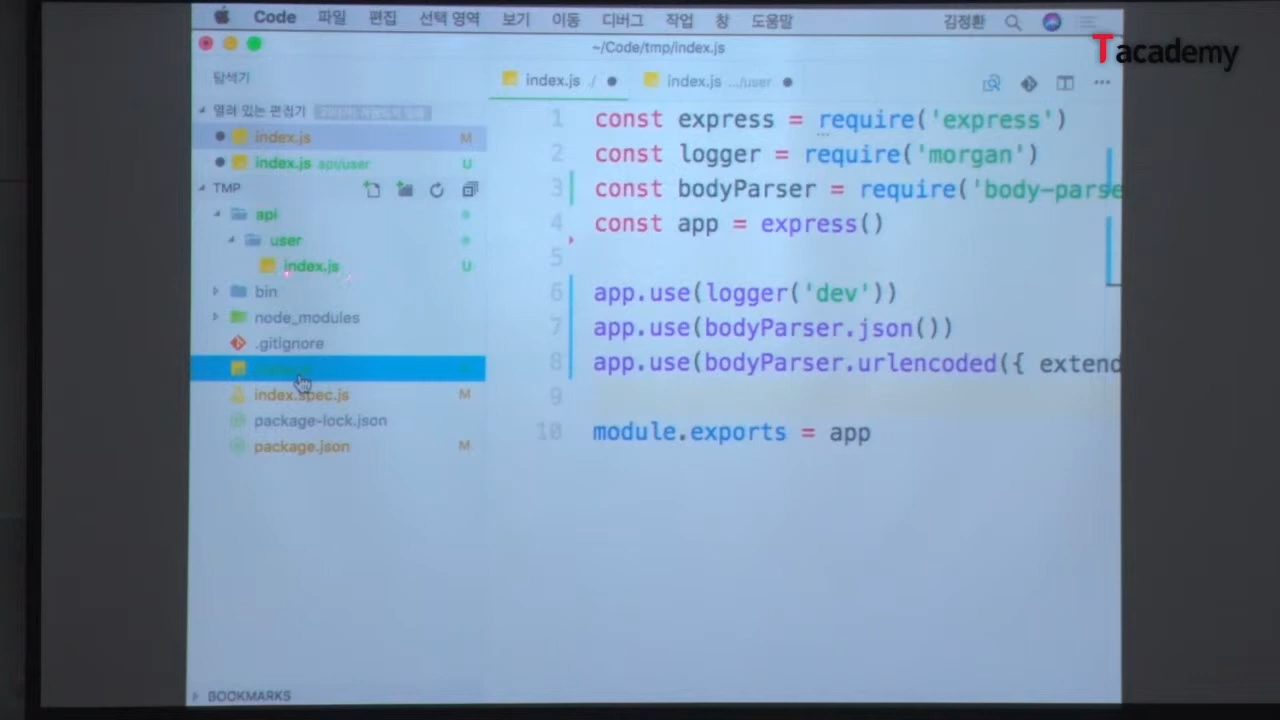 Code 파일 편집 선택 영역 보기 이동 디버그 작업 창 도움말 김정환
~/Code/tmp/index.js
Tacademy
탐색기
열려 있는 편집기
index.js M
index.js api/user U
TMP
api
user
index.js U
bin
node_modules
.gitignore
index.spec.js M
package-lock.json
package.json M
BOOKMARKS
index.js ./
index.js .../user
1 const express = require('express')
2 const logger = require('morgan')
3 const bodyParser = require('body-parse
4 const app = express()
5
6 app.use(logger('dev'))
7 app.use(bodyParser.json())
8 app.use(bodyParser.urlencoded({ extend
9
10 module.exports = app